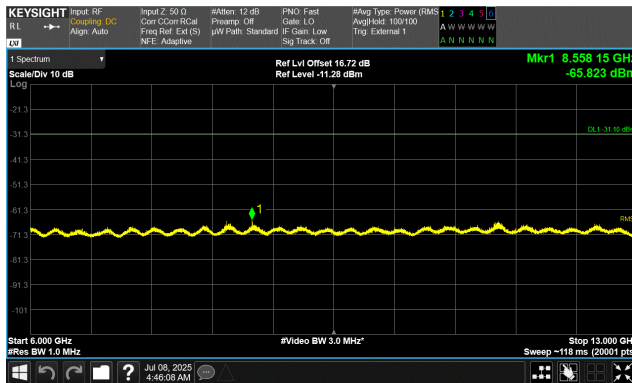 KEYSIGHT
RL
LXI
Input: RF
Coupling: DC
Align: Auto
Input Z: 50 Ω
Corr CCorr RCal
Freq Ref: Ext (S)
NFE: Adaptive
#Atten: 12 dB
Preamp: Off
µW Path: Standard
PNO: Fast
Gate: LO
IF Gain: Low
Sig Track: Off
#Avg Type: Power (RMS
Avg|Hold: 100/100
Trig: External 1
1 2 3 4 5 6
A W W W W W
A N N N N N
1 Spectrum
Scale/Div 10 dB
Log
Ref Lvl Offset 16.72 dB
Ref Level -11.28 dBm
Mkr1 8.558 15 GHz
-65.823 dBm
-21.3
-31.3
DL1 -31.10 dBm
-41.3
-51.3
-61.3
1
RMS
-71.3
-81.3
-91.3
-101
Start 6.000 GHz
#Video BW 3.0 MHz*
Stop 13.000 GHz
#Res BW 1.0 MHz
Sweep ~118 ms (20001 pts
?
Jul 08, 2025
4:46:08 AM